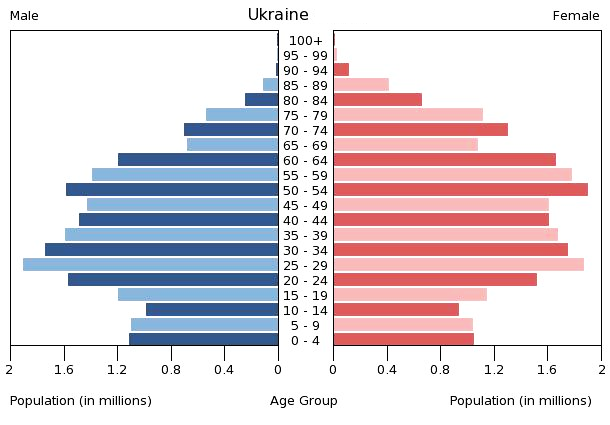 Male Ukraine Female
100+
95 - 99
90 - 94
85 - 89
80 - 84
75 - 79
70 - 74
65 - 69
60 - 64
55 - 59
50 - 54
45 - 49
40 - 44
35 - 39
30 - 34
25 - 29
20 - 24
15 - 19
10 - 14
5 - 9
0 - 4
2 1.6 1.2 0.8 0.4 0 0 0.4 0.8 1.2 1.6 2
Population (in millions) Age Group Population (in millions)